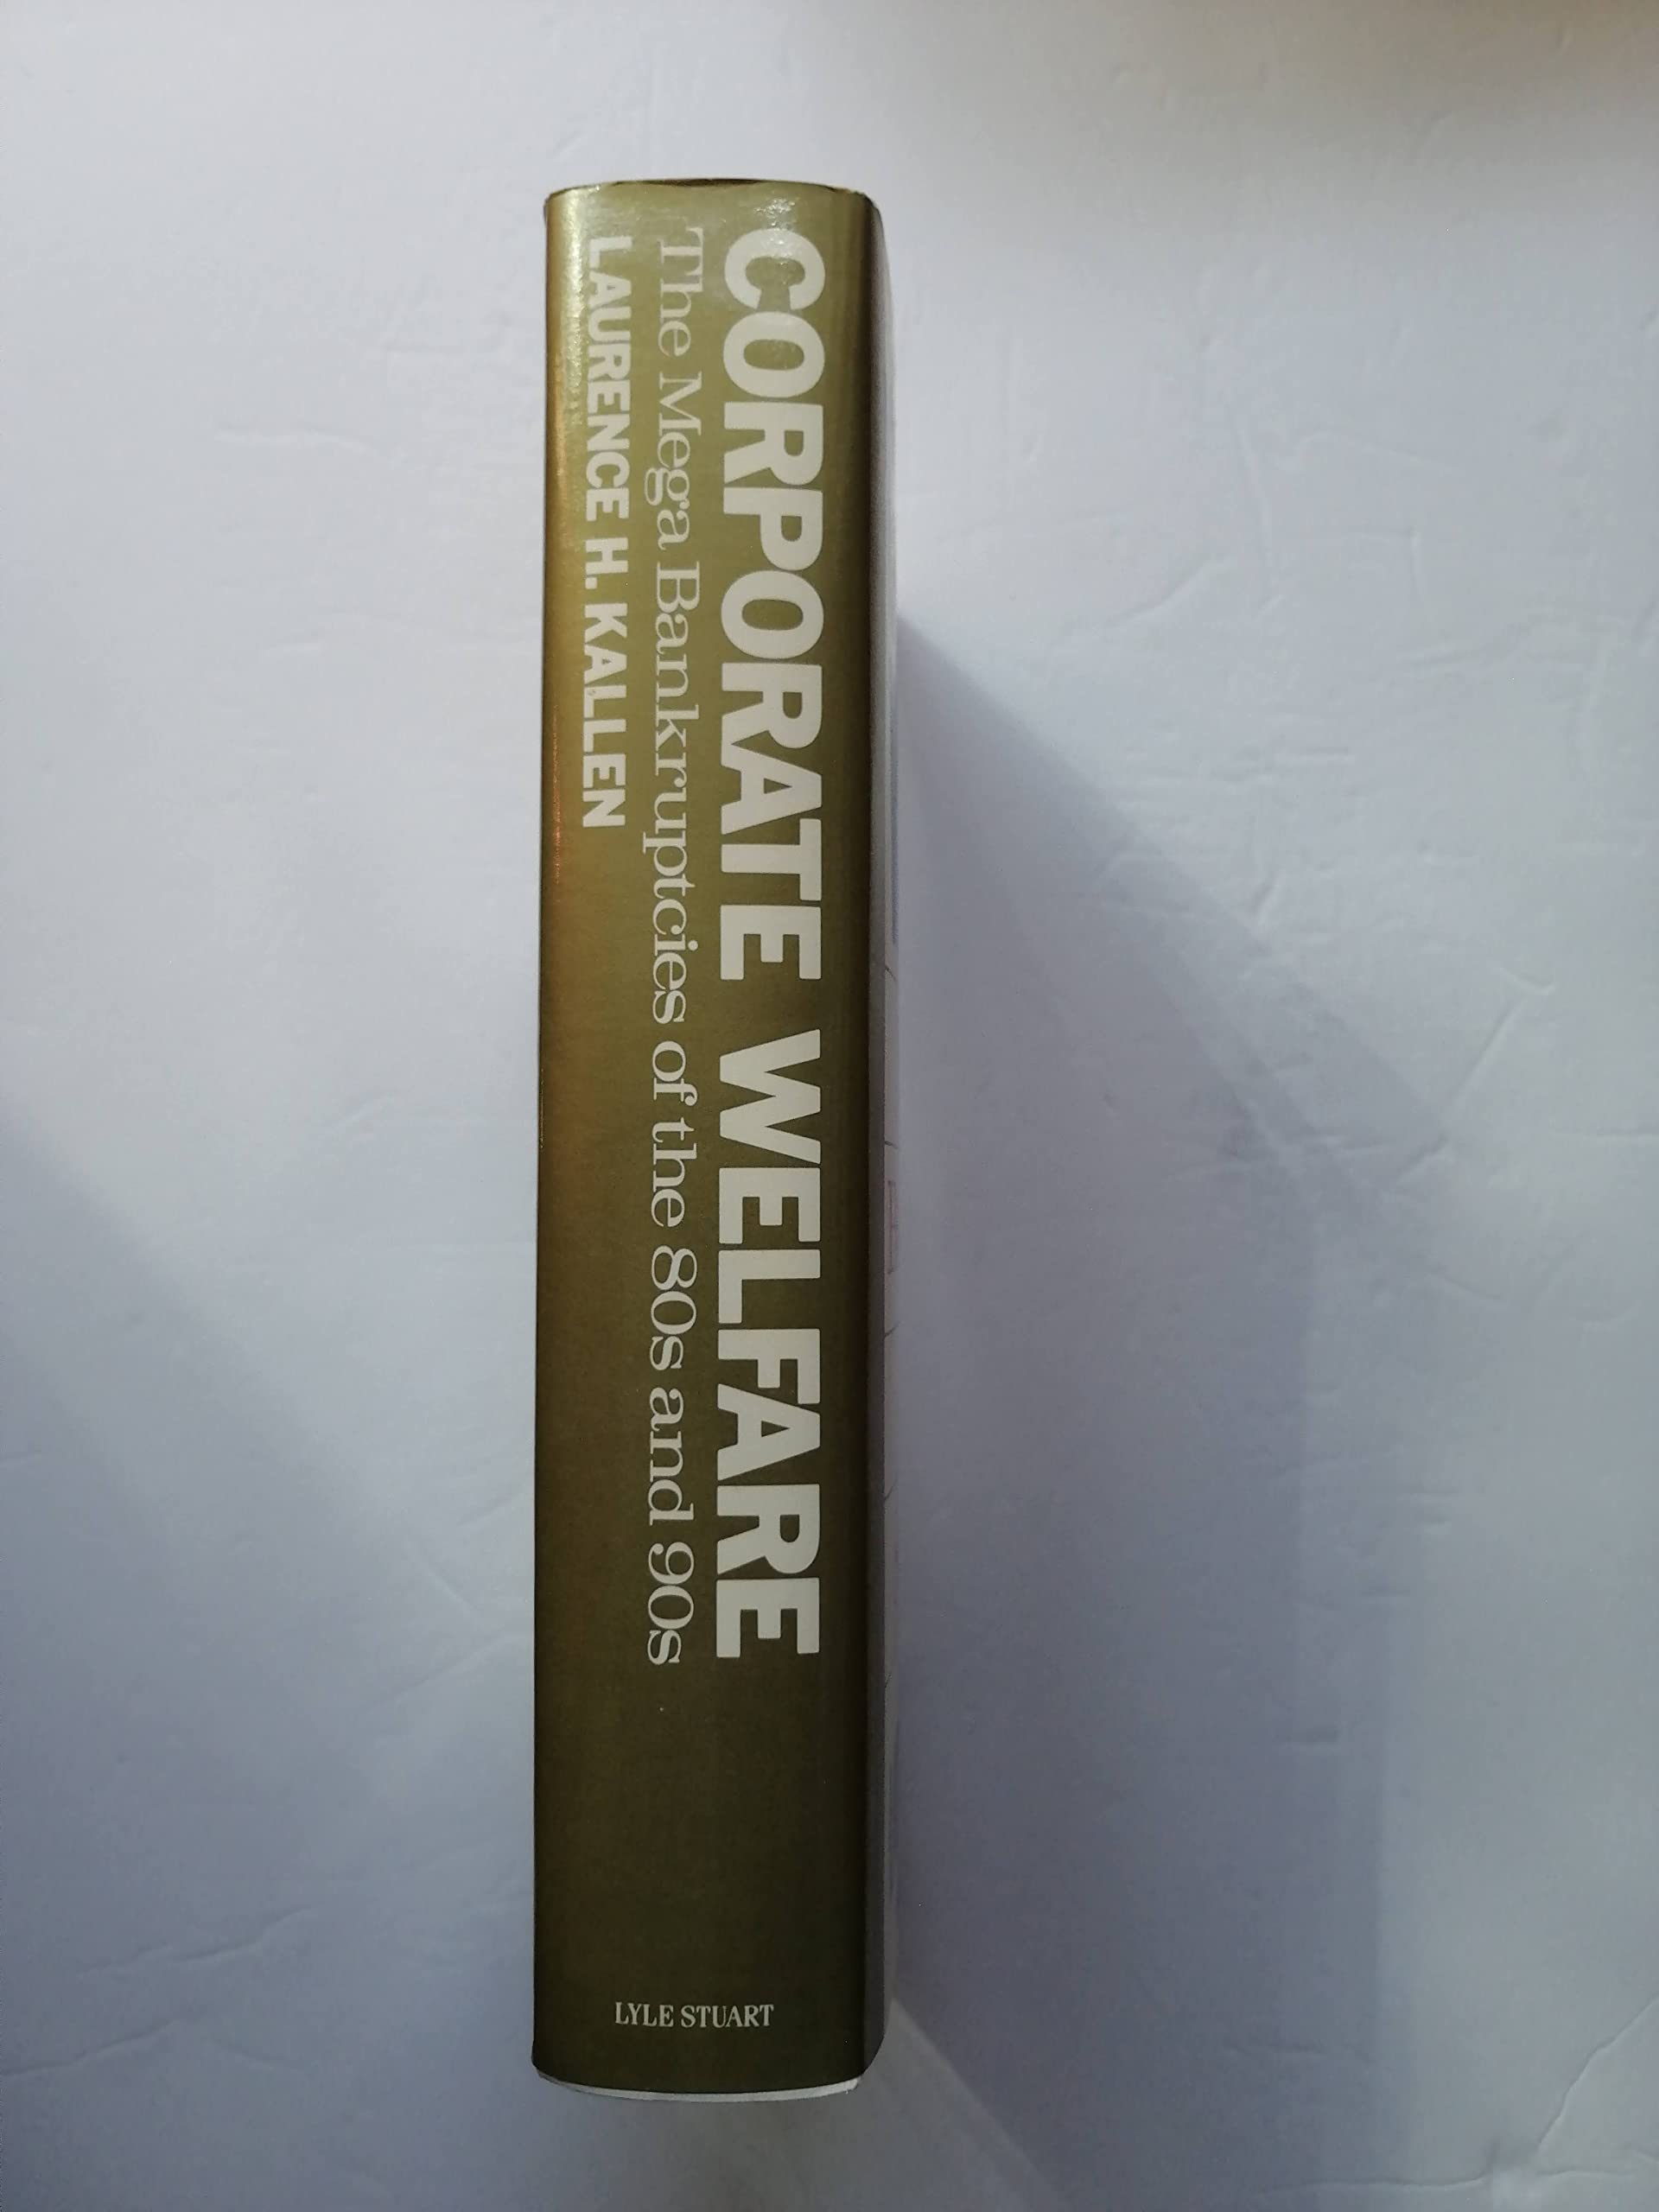 CORPORATE WELFARE
The Mega Bankruptcies of the 80s and 90s
LAURENCE H. KALLEN
LYLE STUART